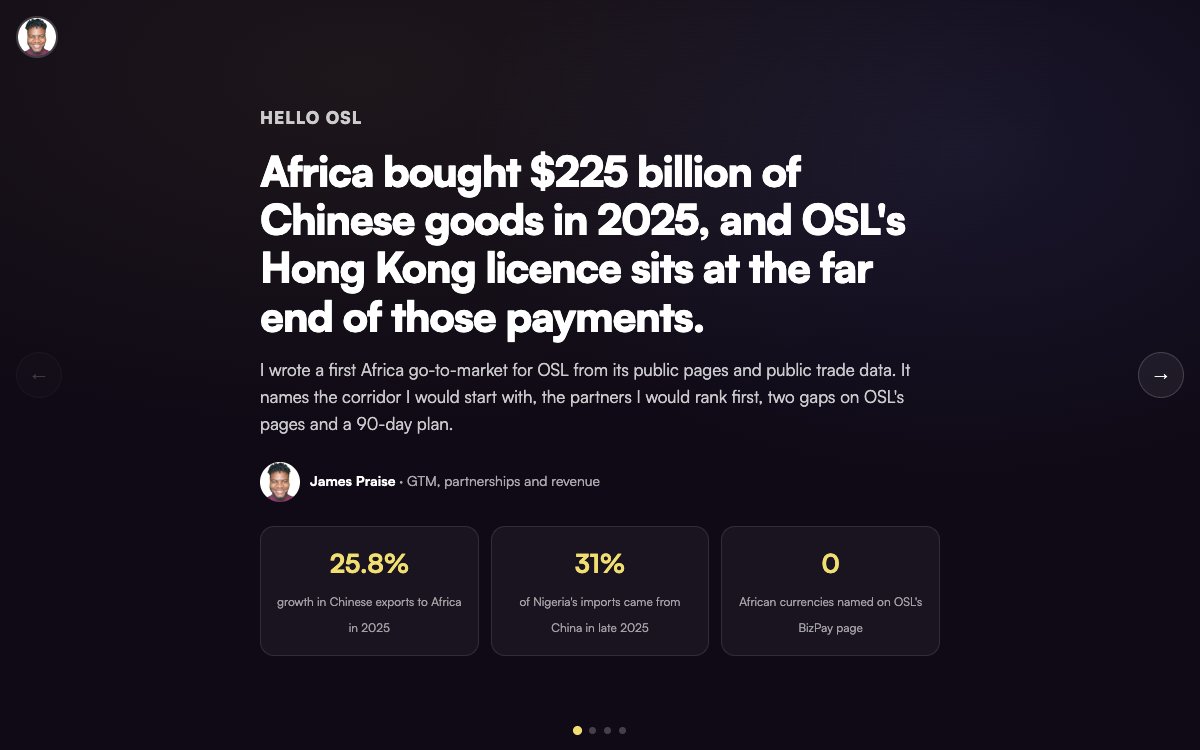 HELLO OSL
Africa bought $225 billion of
Chinese goods in 2025, and OSL's
Hong Kong licence sits at the far
end of those payments.
I wrote a first Africa go-to-market for OSL from its public pages and public trade data. It
names the corridor I would start with, the partners I would rank first, two gaps on OSL's
pages and a 90-day plan.
James Praise · GTM, partnerships and revenue
25.8%
growth in Chinese exports to Africa
in 2025
31%
of Nigeria's imports came from
China in late 2025
0
African currencies named on OSL's
BizPay page